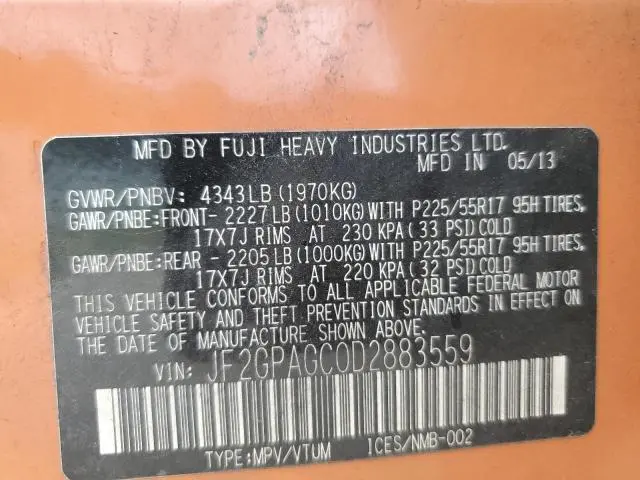 MFD BY FUJI HEAVY INDUSTRIES LTD.
MFD IN 05/13
GVWR/PNBV: 4343LB (1970KG)
GAWR/PNBE:FRONT- 2227LB (1010KG)WITH P225/55R17 95H TIRES,
17X7J RIMS AT 230 KPA (33 PSI) COLD
GAWR/PNBE:REAR - 2205LB (1000KG)WITH P225/55R17 95H TIRES,
17X7J RIMS AT 220 KPA (32 PSI) COLD
THIS VEHICLE CONFORMS TO ALL APPLICABLE FEDERAL MOTOR
VEHICLE SAFETY AND THEFT PREVENTION STANDARDS IN EFFECT ON
THE DATE OF MANUFACTURE SHOWN ABOVE.
VIN: JF2GPAGC0D2883559
TYPE:MPV/VTUM ICES/NMB-002